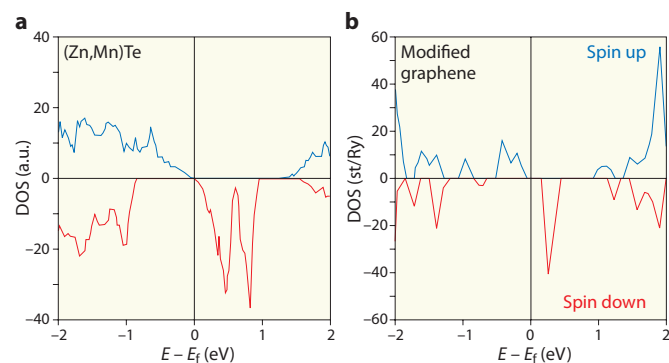 a
(Zn,Mn)Te
DOS (a.u.)
40
20
0
−20
−40
−2
−1
0
1
2
E − Ef (eV)
b
Modified
graphene
Spin up
Spin down
DOS (st/Ry)
60
40
20
0
−20
−40
−60
−2
−1
0
1
2
E − Ef (eV)